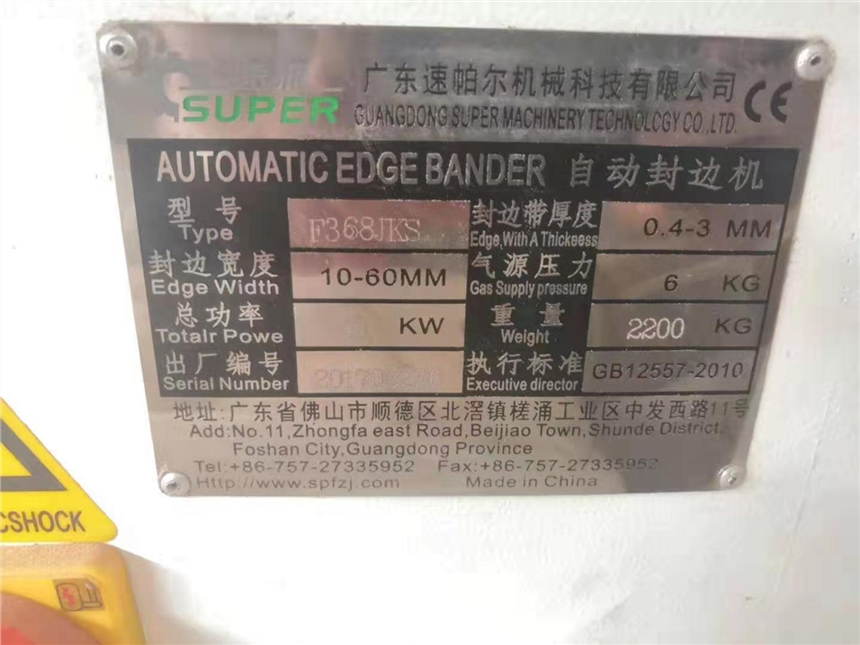 SUPER
广东速帕尔机械科技有限公司
GUANGDONG SUPER MACHINERY TECHNOLCGY CO.,LTD.
CE
AUTOMATIC EDGE BANDER 自动封边机
型号 F368JKS 封边带厚度 0.4-3 MM
Type Edge,WithA Thickeess
封边宽度 10-60MM 气源压力 6 KG
Edge Width Gas Supply pressure
总功率 KW 重量 2200 KG
Totalr Powe Weight
出厂编号 执行标准 GB12557-2010
Serial Number Executive director
地址:广东省佛山市顺德区北滘镇槎涌工业区中发西路11号
Add:No.11,Zhongfa east Road,Beijiao Town,Shunde District,
Foshan City,Guangdong Province
Tel:+86-757-27335952 Fax:+86-757-27335952
Http://www.spfzj.com Made in China
CSHOCK